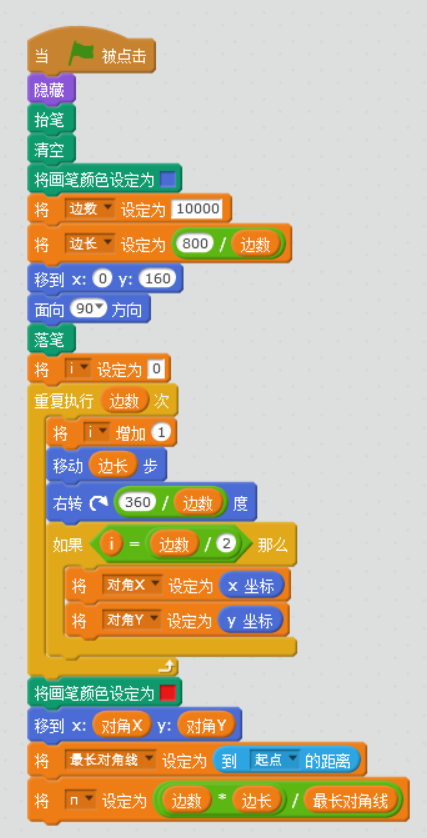 当 被点击
隐藏
抬笔
清空
将画笔颜色设定为
将 边数 设定为 10000
将 边长 设定为 800 / 边数
移到 x: 0 y: 160
面向 90 方向
落笔
将 i 设定为 0
重复执行 边数 次
将 i 增加 1
移动 边长 步
右转 360 / 边数 度
如果 i = 边数 / 2 那么
将 对角X 设定为 x 坐标
将 对角Y 设定为 y 坐标
将画笔颜色设定为
移到 x: 对角X y: 对角Y
将 最长对角线 设定为 到 起点 的距离
将 π 设定为 边数 * 边长 / 最长对角线